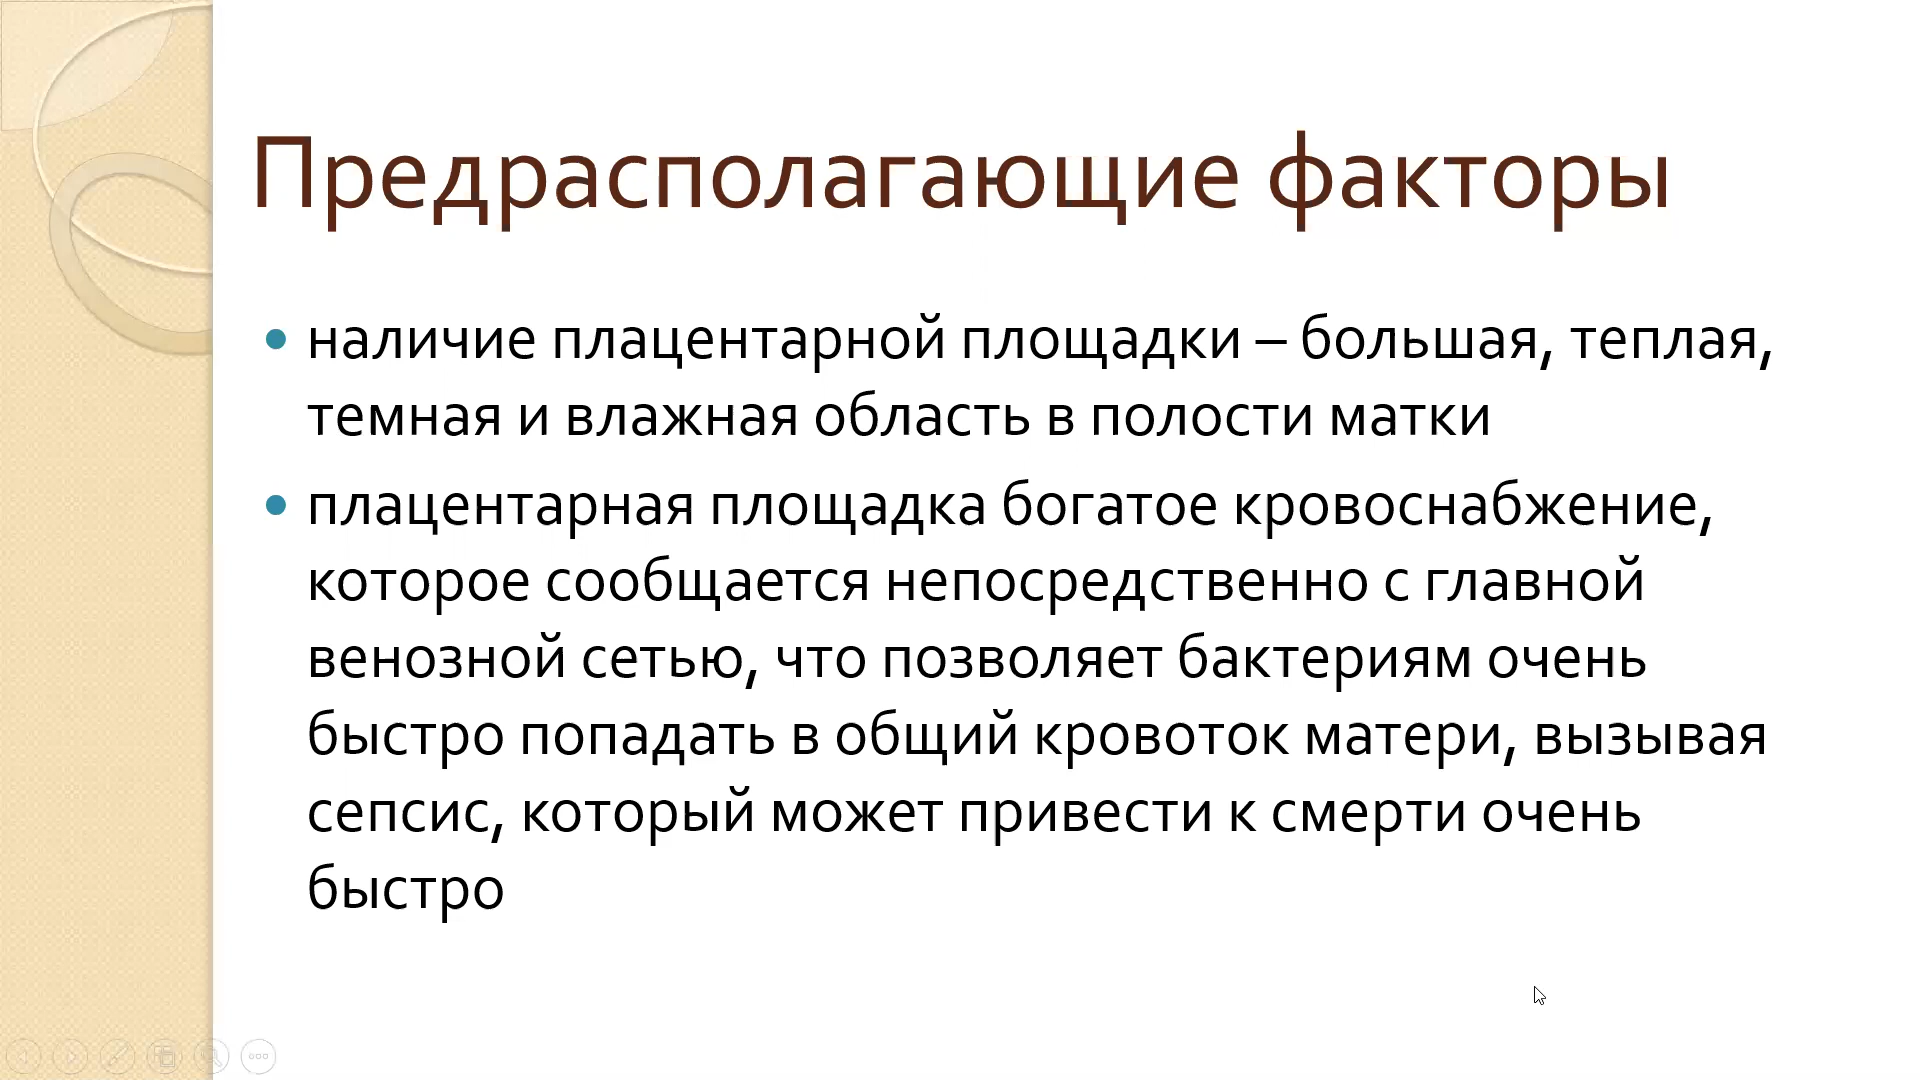 Предрасполагающие факторы
• наличие плацентарной площадки – большая, теплая,
темная и влажная область в полости матки
• плацентарная площадка богатое кровоснабжение,
которое сообщается непосредственно с главной
венозной сетью, что позволяет бактериям очень
быстро попадать в общий кровоток матери, вызывая
сепсис, который может привести к смерти очень
быстро